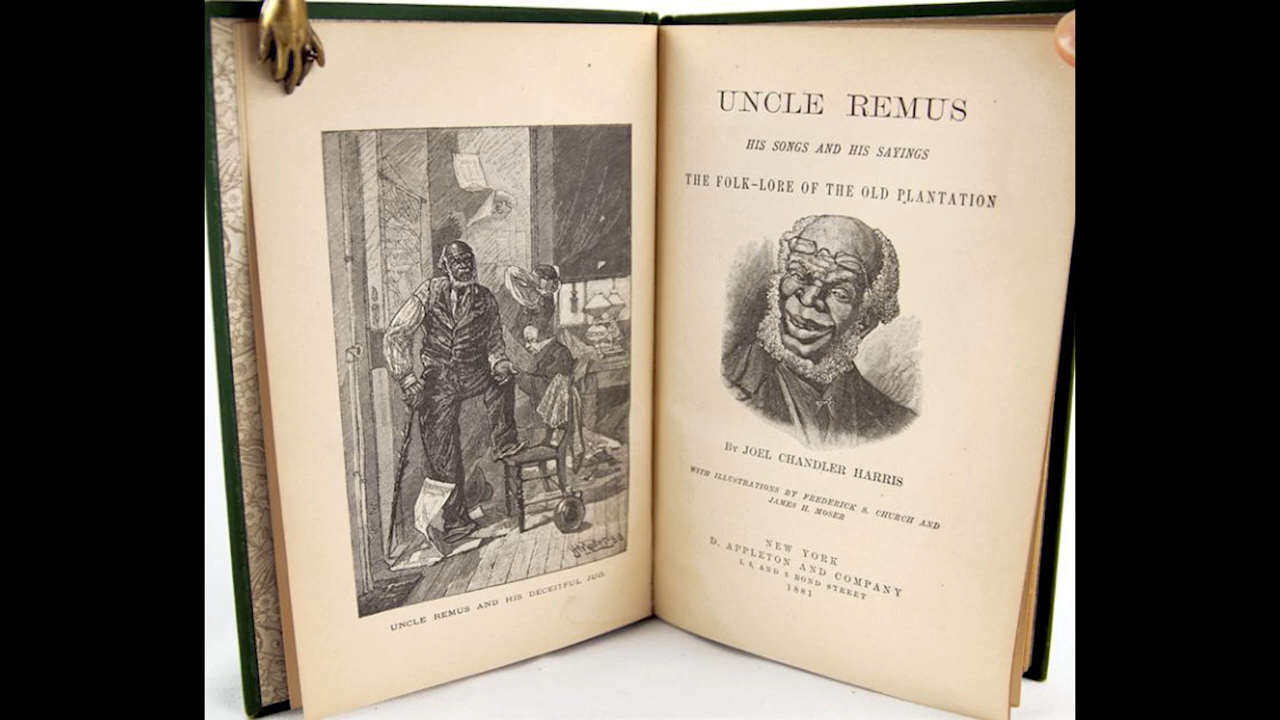 UNCLE REMUS AND HIS DECEITFUL JUG.
UNCLE REMUS
HIS SONGS AND HIS SAYINGS
THE FOLK-LORE OF THE OLD PLANTATION
BY JOEL CHANDLER HARRIS
WITH ILLUSTRATIONS BY FREDERICK S. CHURCH AND
JAMES H. MOSER
NEW YORK
D. APPLETON AND COMPANY
1, 3, AND 5 BOND STREET
1881